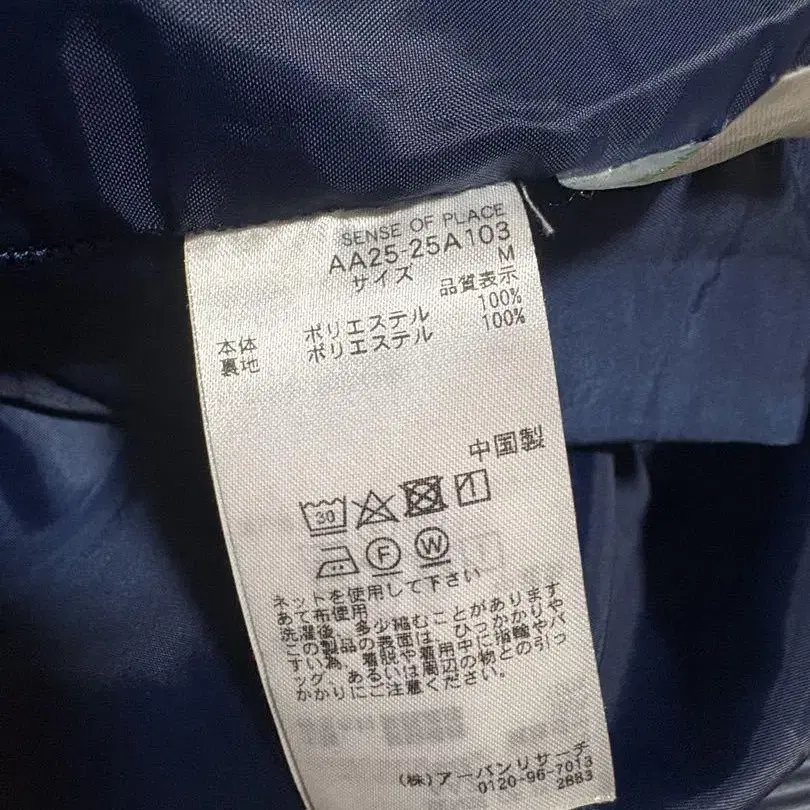 SENSE OF PLACE
AA25-25A103
サイズ M
品質表示
本体 ポリエステル 100%
裏地 ポリエステル 100%
中国製
30
F W
ネットを使用して下さい
あて布使用
洗濯後、多少縮むことがあります
この製品の表面は、ひっかかりや
すい為、着脱や着用中に指輪やバ
ッグ、あるいは周辺の物との引っ
かかりにご注意ください。
(株)アーバンリサーチ
0120-96-7013
2883